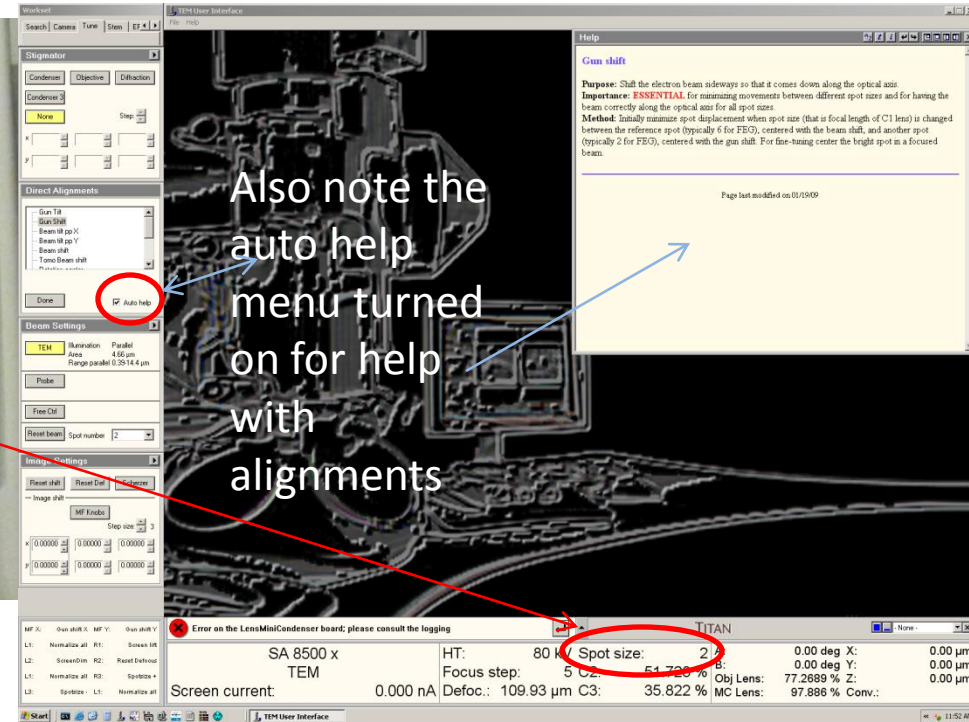 Workset
Search Camera Tune Stem EF
Stigmator
Condenser Objective Diffraction
Condenser 3
None Step:
x
y
Direct Alignments
Gun Tilt
Gun Shift
Beam tilt pp X
Beam tilt pp Y
Beam shift
Tomo Beam shift
Rotation center
Done Auto help
Beam Settings
TEM Illumination Parallel
Area 4.66 µm
Range parallel 0.39-14.4 µm
Probe
Free Ctrl
Reset beam Spot number 2
Image Settings
Reset shift Reset Def Scherzer
Image shift
MF Knobs
Step size: 3
x 0.00000 0.00000 0.00000
y 0.00000 0.00000 0.00000
MF X: Gun shift X MF Y: Gun shift Y
L1: Normalize all R1: Screen lift
L2: ScreenDim R2: Reset Defocus
L1: Normalize all R3: Spotsize +
L3: Spotsize - L1: Normalize all
TEM User Interface
File Help
Also note the
auto help
menu turned
on for help
with
alignments
Help
Gun shift
Purpose: Shift the electron beam sideways so that it comes down along the optical axis.
Importance: ESSENTIAL for minimizing movements between different spot sizes and for having the
beam correctly along the optical axis for all spot sizes.
Method: Initially minimize spot displacement when spot size (that is focal length of C1 lens) is changed
between the reference spot (typically 6 for FEG), centered with the beam shift, and another spot
(typically 2 for FEG), centered with the gun shift. For fine-tuning center the bright spot in a focused
beam.
Page last modified on 01/19/09
Error on the LensMiniCondenser board; please consult the logging
TITAN
- None -
SA 8500 x
TEM
Screen current: 0.000 nA
HT: 80 kV
Focus step: 5
Defoc.: 109.93 µm
Spot size: 2
C2: 51.726 %
C3: 35.822 %
A: 0.00 deg X: 0.00 µm
B: 0.00 deg Y: 0.00 µm
Obj Lens: 77.2689 % Z: 0.00 µm
MC Lens: 97.886 % Conv.:
Start
TEM User Interface
11:52 AM